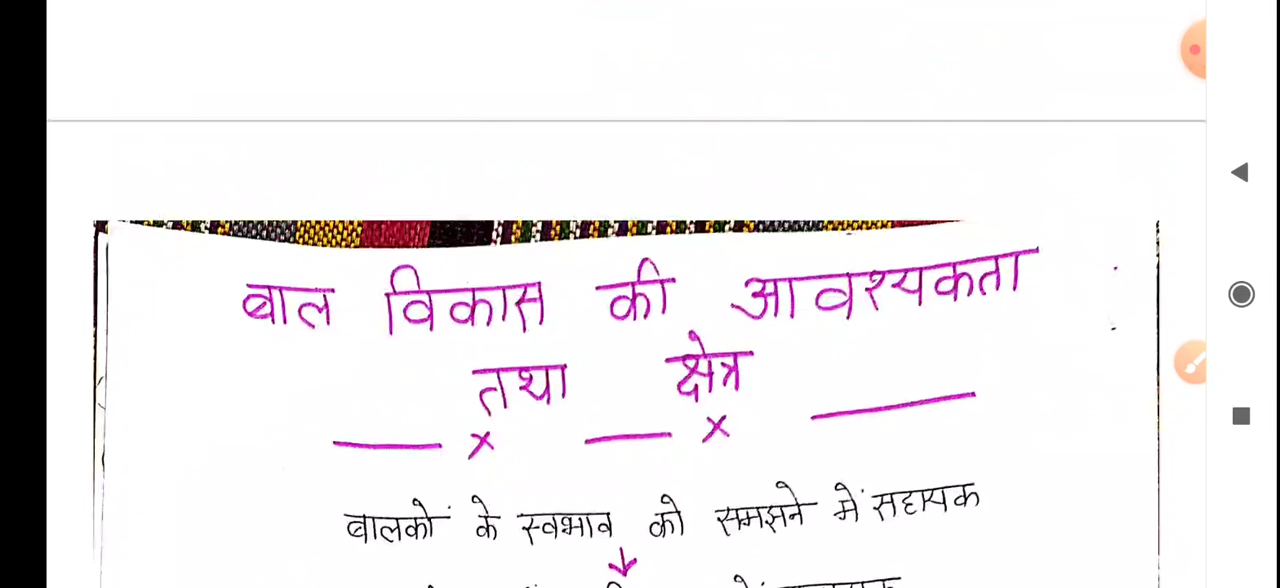 बाल विकास की आवश्यकता
तथा क्षेत्र
बालकों के स्वभाव को समझने में सहायक